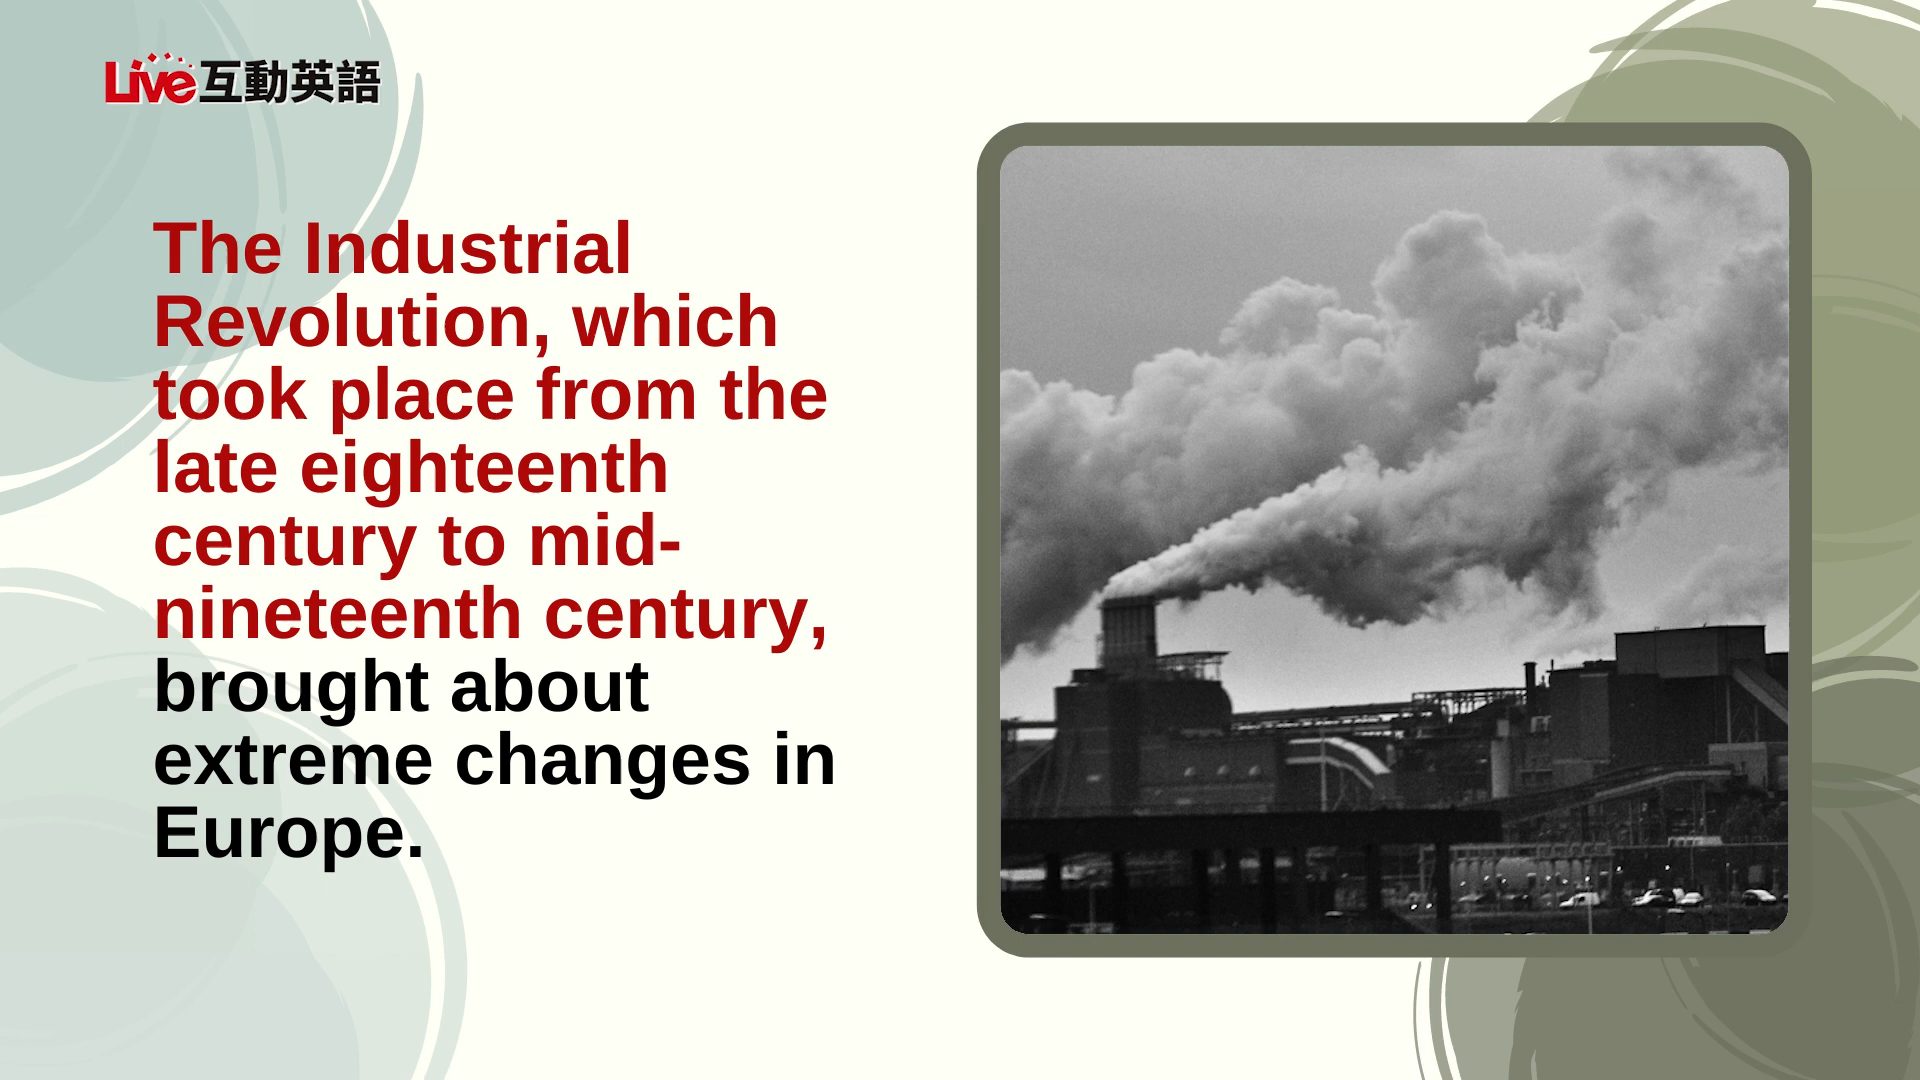 Live互動英語
The Industrial
Revolution, which
took place from the
late eighteenth
century to mid-
nineteenth century,
brought about
extreme changes in
Europe.